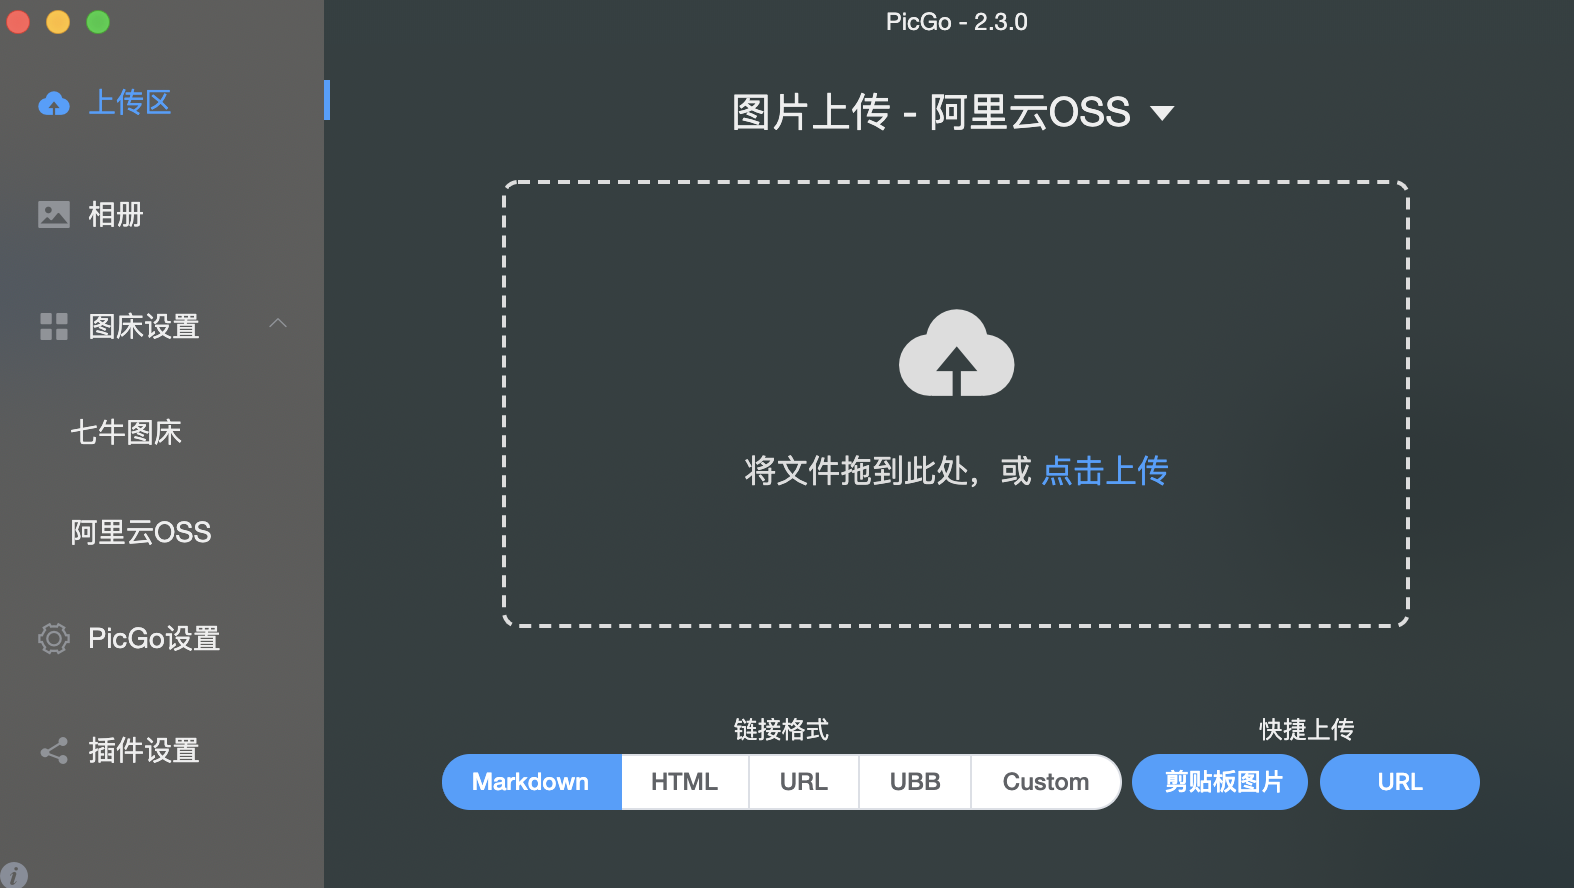 PicGo - 2.3.0
上传区
相册
图床设置
七牛图床
阿里云OSS
PicGo设置
插件设置
图片上传 - 阿里云OSS
将文件拖到此处，或 点击上传
链接格式
Markdown HTML URL UBB Custom
快捷上传
剪贴板图片 URL
i